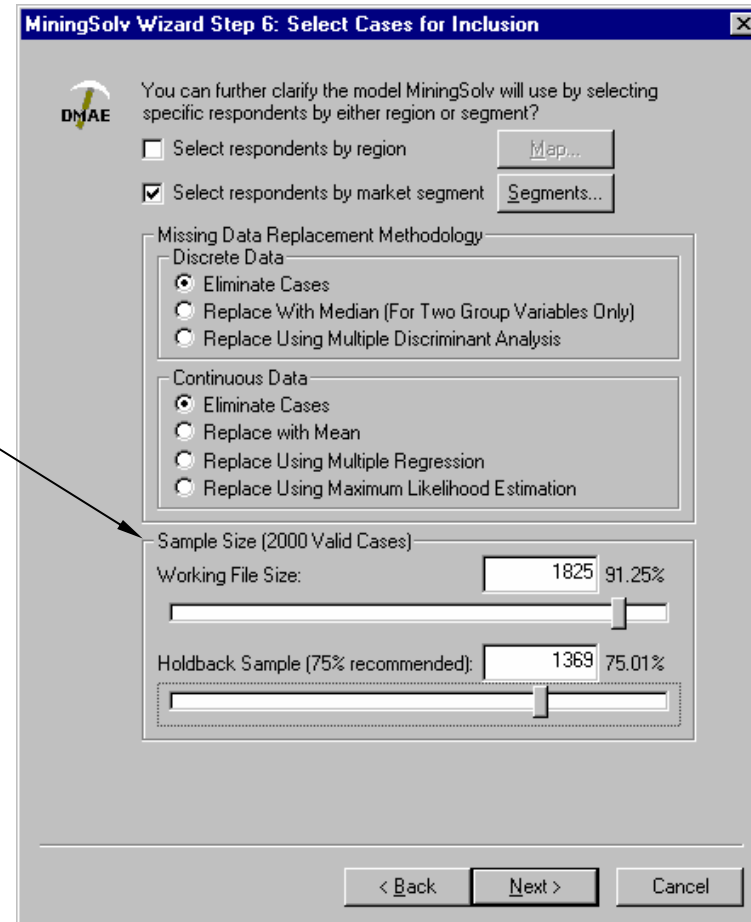 MiningSolv Wizard Step 6: Select Cases for Inclusion
DMAE
You can further clarify the model MiningSolv will use by selecting
specific respondents by either region or segment?
Select respondents by region
Map...
Select respondents by market segment
Segments...
Missing Data Replacement Methodology
Discrete Data
Eliminate Cases
Replace With Median (For Two Group Variables Only)
Replace Using Multiple Discriminant Analysis
Continuous Data
Eliminate Cases
Replace with Mean
Replace Using Multiple Regression
Replace Using Maximum Likelihood Estimation
Sample Size (2000 Valid Cases)
Working File Size: 1825 91.25%
Holdback Sample (75% recommended): 1369 75.01%
< Back
Next >
Cancel